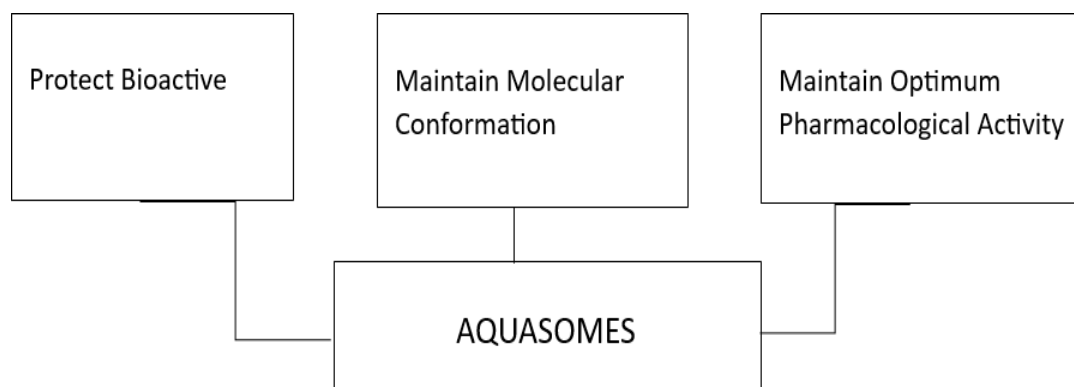 Protect Bioactive
Maintain Molecular
Conformation
Maintain Optimum
Pharmacological Activity
AQUASOMES